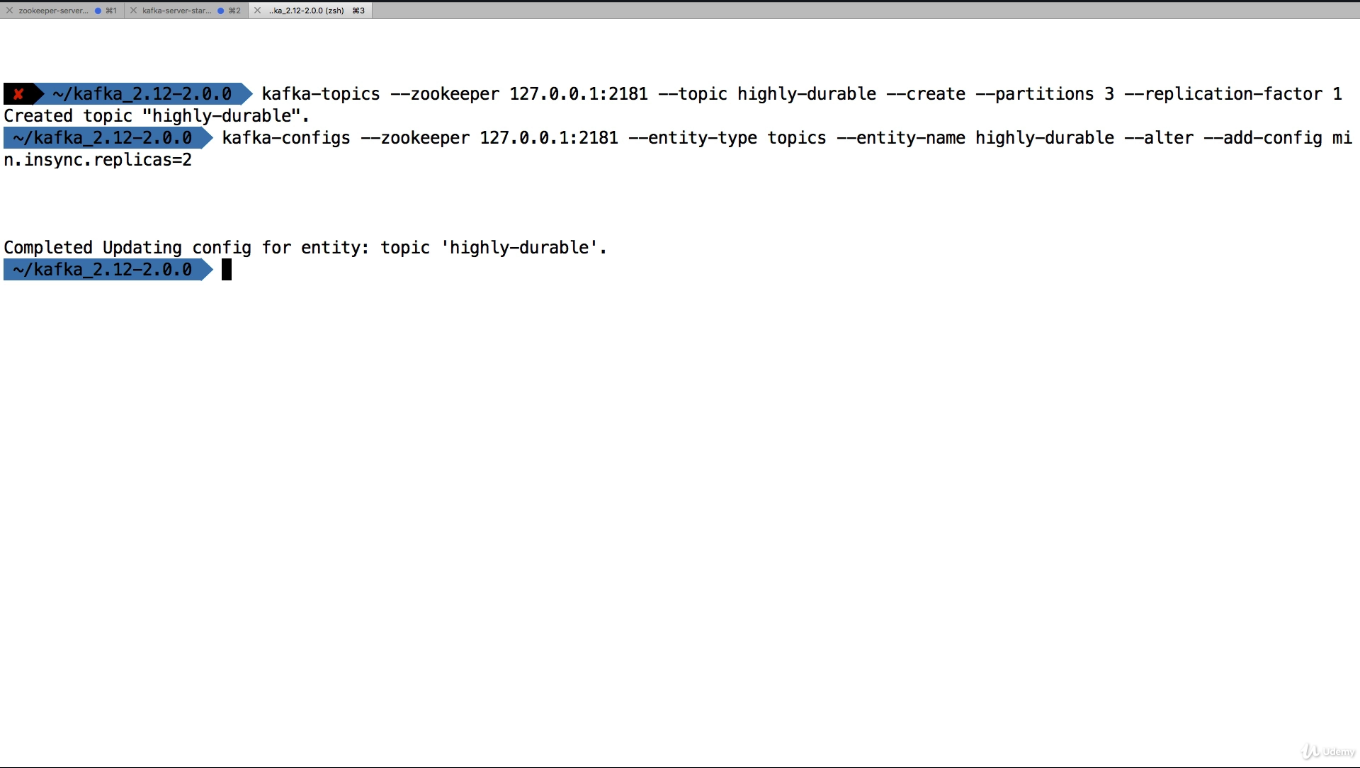 zookeeper-server... ⌘1 kafka-server-star... ⌘2 ..ka_2.12-2.0.0 (zsh) ⌘3
✘ ~/kafka_2.12-2.0.0 kafka-topics --zookeeper 127.0.0.1:2181 --topic highly-durable --create --partitions 3 --replication-factor 1
Created topic "highly-durable".
~/kafka_2.12-2.0.0 kafka-configs --zookeeper 127.0.0.1:2181 --entity-type topics --entity-name highly-durable --alter --add-config mi
n.insync.replicas=2
Completed Updating config for entity: topic 'highly-durable'.
~/kafka_2.12-2.0.0
Udemy